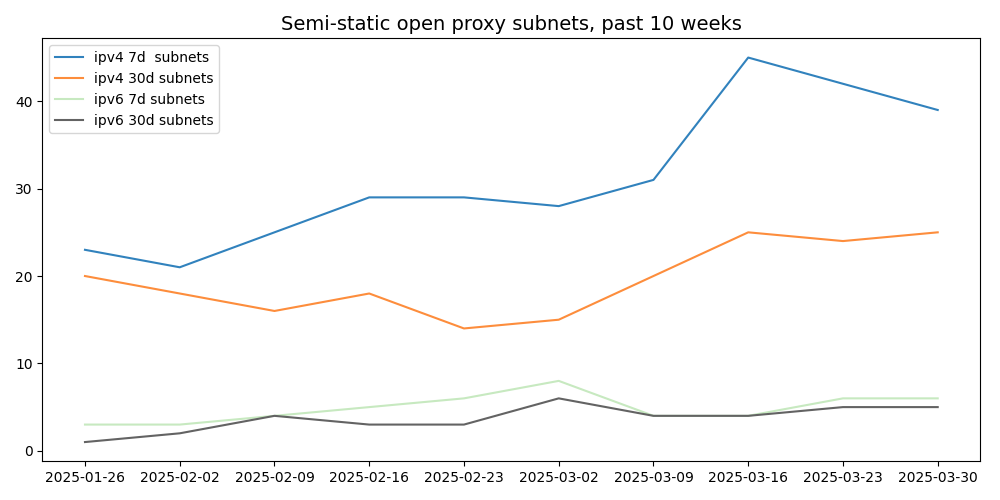 Semi-static open proxy subnets, past 10 weeks
ipv4 7d  subnets
ipv4 30d subnets
ipv6 7d subnets
ipv6 30d subnets
40
30
20
10
0
2025-01-26 2025-02-02 2025-02-09 2025-02-16 2025-02-23 2025-03-02 2025-03-09 2025-03-16 2025-03-23 2025-03-30